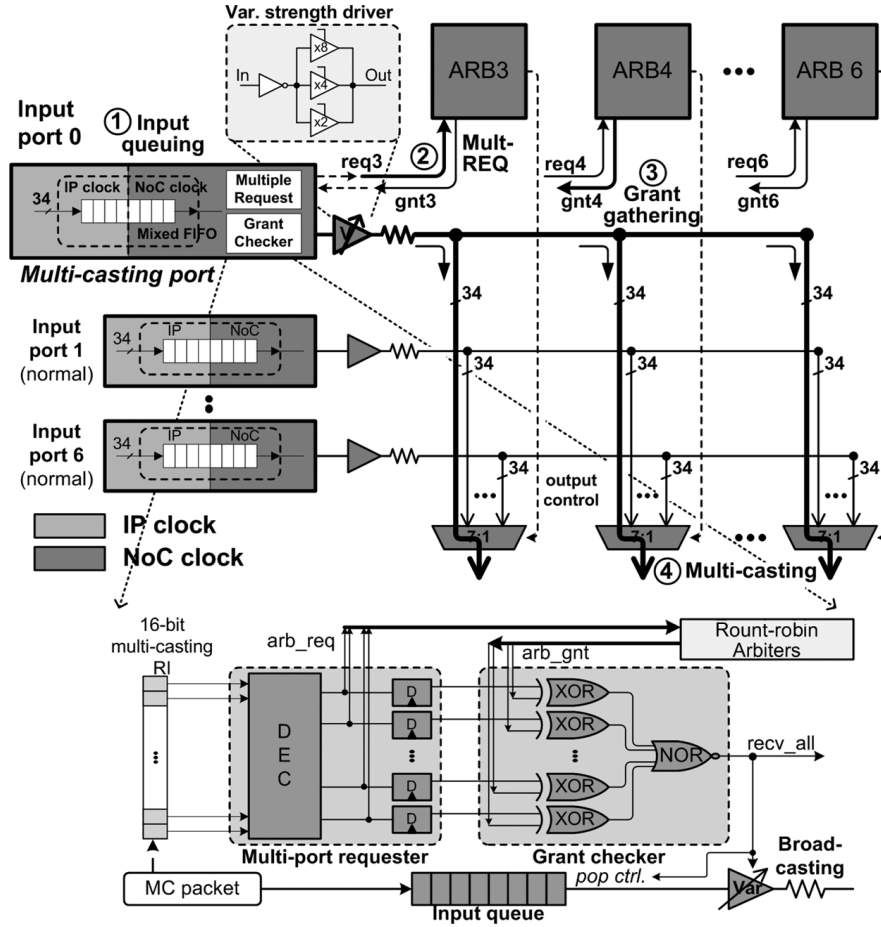 Var. strength driver
x8
In
x4
Out
x2
ARB3
ARB4
ARB 6
Input
port 0
① Input
queuing
② Mult-
REQ
req3
gnt3
req4
gnt4
③
Grant
gathering
req6
gnt6
34
IP clock
NoC clock
Mixed FIFO
Multiple
Request
Grant
Checker
V
Multi-casting port
34
34
34
Input
port 1
(normal)
34
IP
NoC
34
34
34
Input
port 6
(normal)
34
IP
NoC
34
34
34
output
control
7:1
7:1
7:1
IP clock
NoC clock
④ Multi-casting
16-bit
multi-casting
RI
arb_req
arb_gnt
Rount-robin
Arbiters
D
E
C
D
D
D
D
XOR
XOR
XOR
XOR
NOR
recv_all
Multi-port requester
Grant checker
pop ctrl.
Broad-
casting
MC packet
Input queue
Var